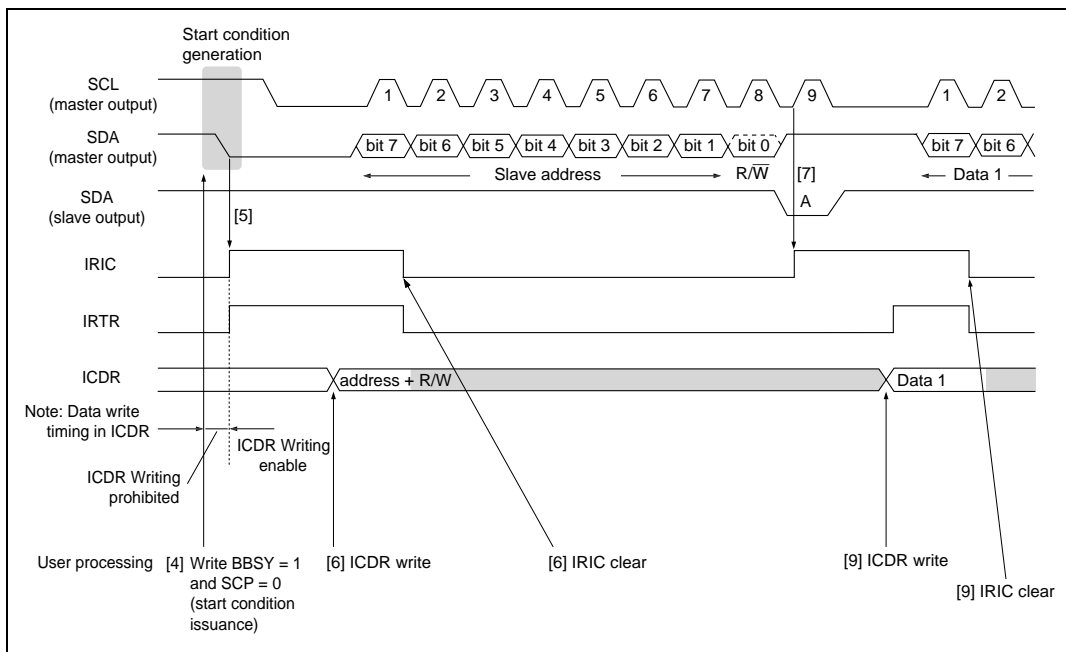 Start condition
generation
SCL
(master output)
1 2 3 4 5 6 7 8 9 1 2
SDA
(master output)
bit 7 bit 6 bit 5 bit 4 bit 3 bit 2 bit 1 bit 0 bit 7 bit 6
Slave address R/W̅ [7] Data 1
SDA
(slave output)
A
[5]
IRIC
IRTR
ICDR
address + R/W Data 1
Note: Data write
timing in ICDR
ICDR Writing
enable
ICDR Writing
prohibited
User processing [4] Write BBSY = 1
and SCP = 0
(start condition
issuance)
[6] ICDR write [6] IRIC clear [9] ICDR write
[9] IRIC clear